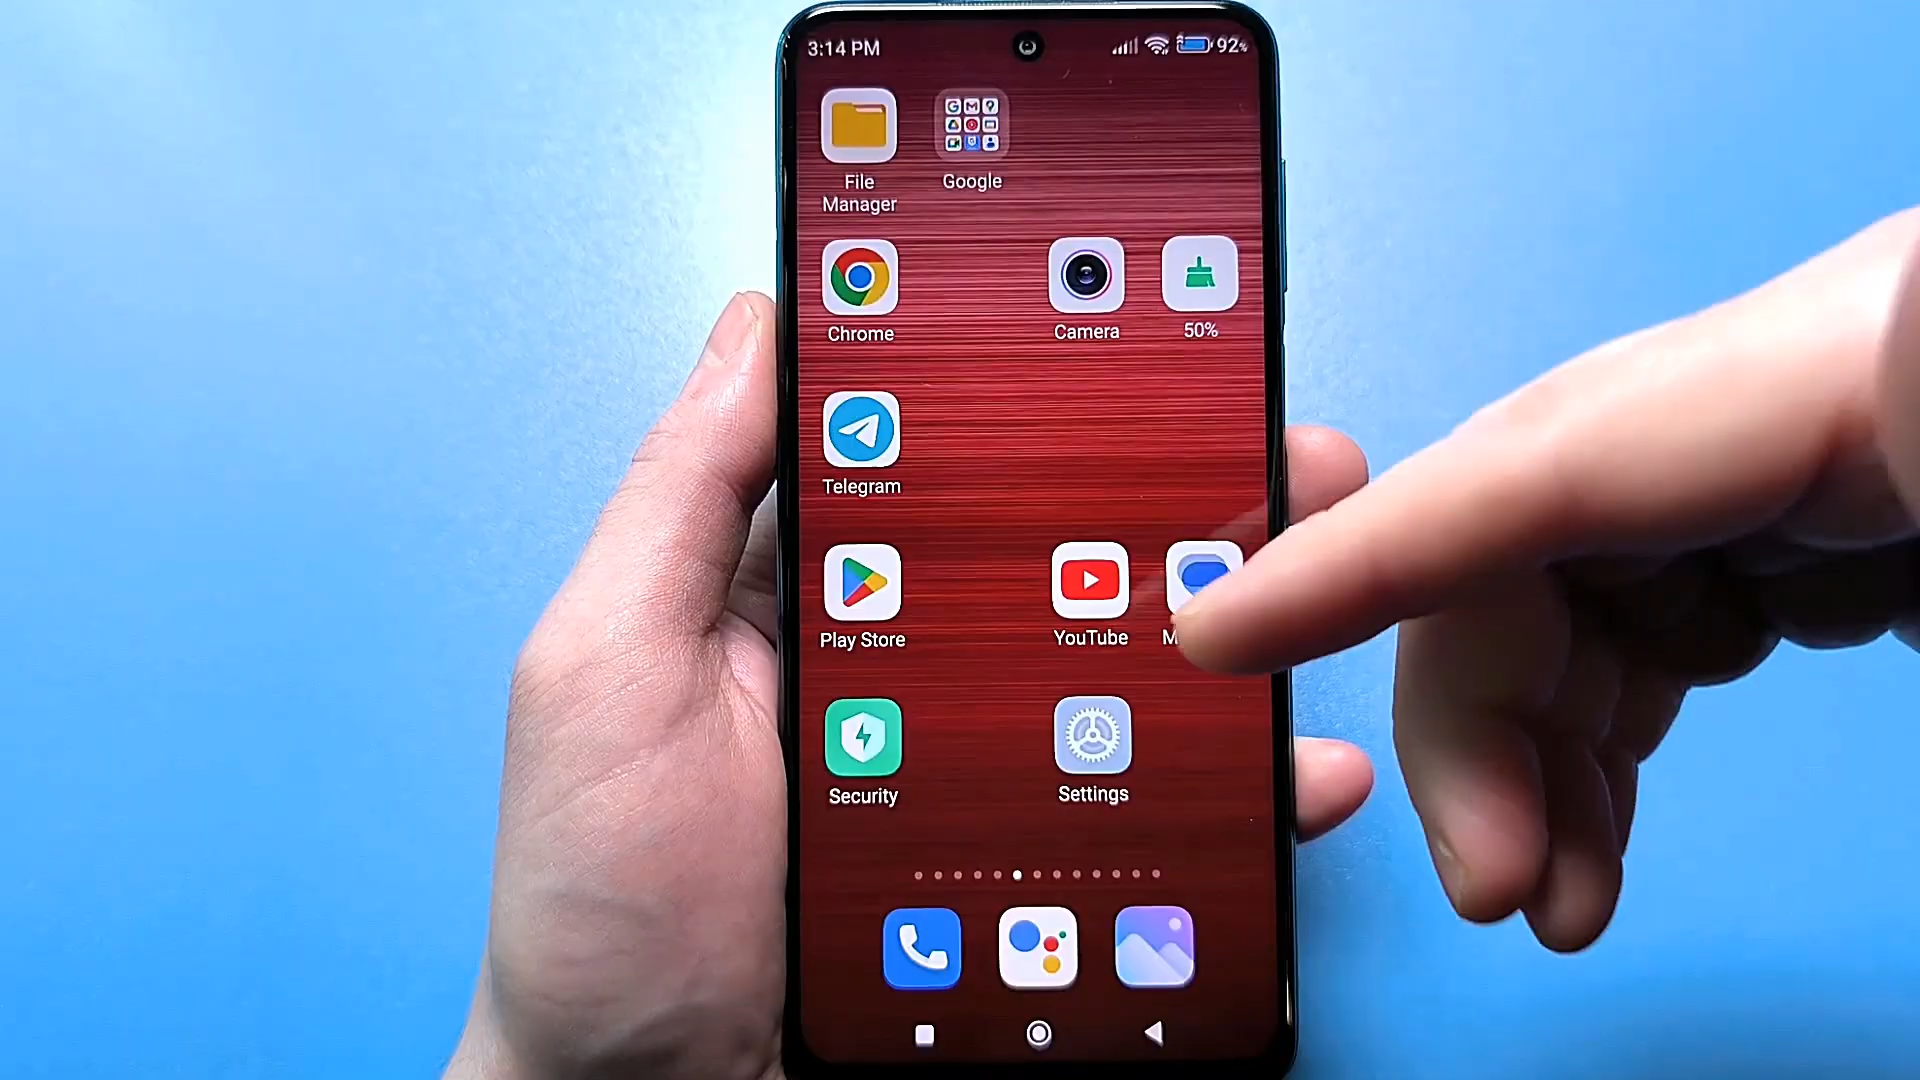 3:14 PM
92%
File
Manager
Google
Chrome
Camera
50%
Telegram
Play Store
YouTube
Security
Settings